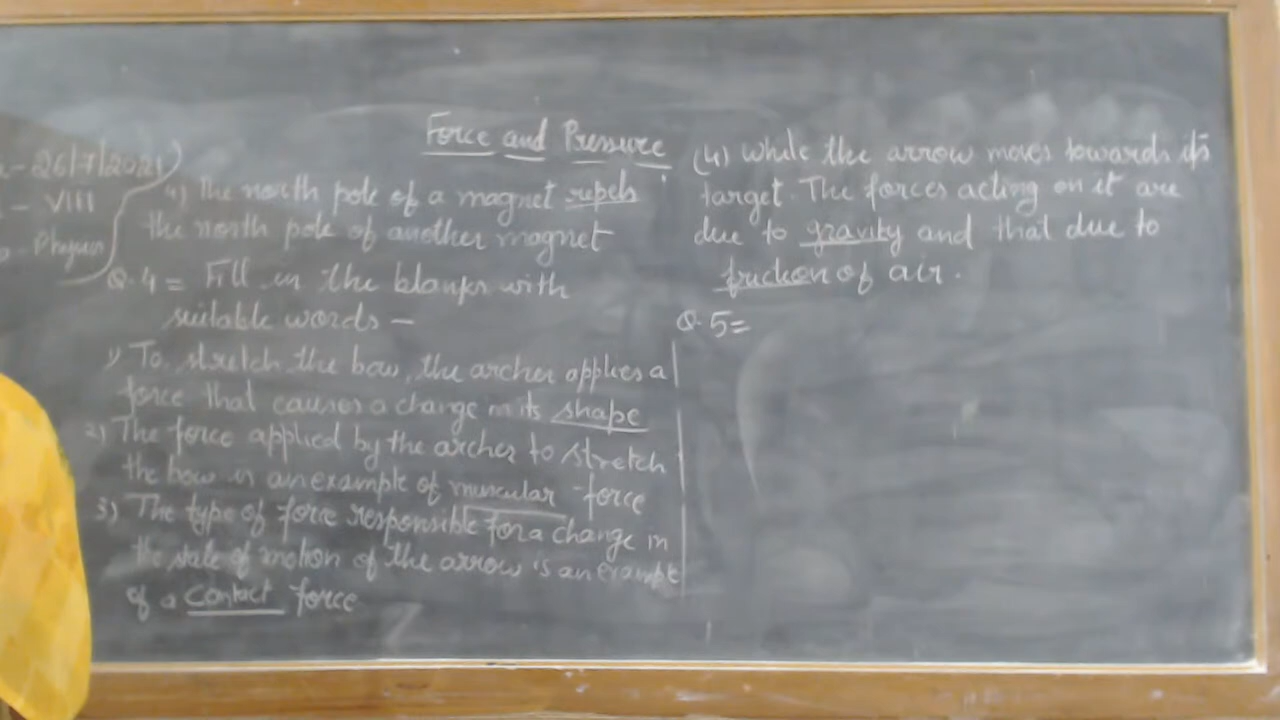 Force and Pressure
- 26/7/2021
- VIII
4) The north pole of a magnet repels
the north pole of another magnet
Q.4 = Fill in the blanks with
suitable words -
1) To stretch the bow, the archer applies a
force that causes a change in its shape
2) The force applied by the archer to stretch
the bow is an example of muscular force
3) The type of force responsible for a change in
the state of motion of the arrow is an example
of a contact force
(4) While the arrow moves towards its
target. The forces acting on it are
due to gravity and that due to
friction of air.
Q.5=